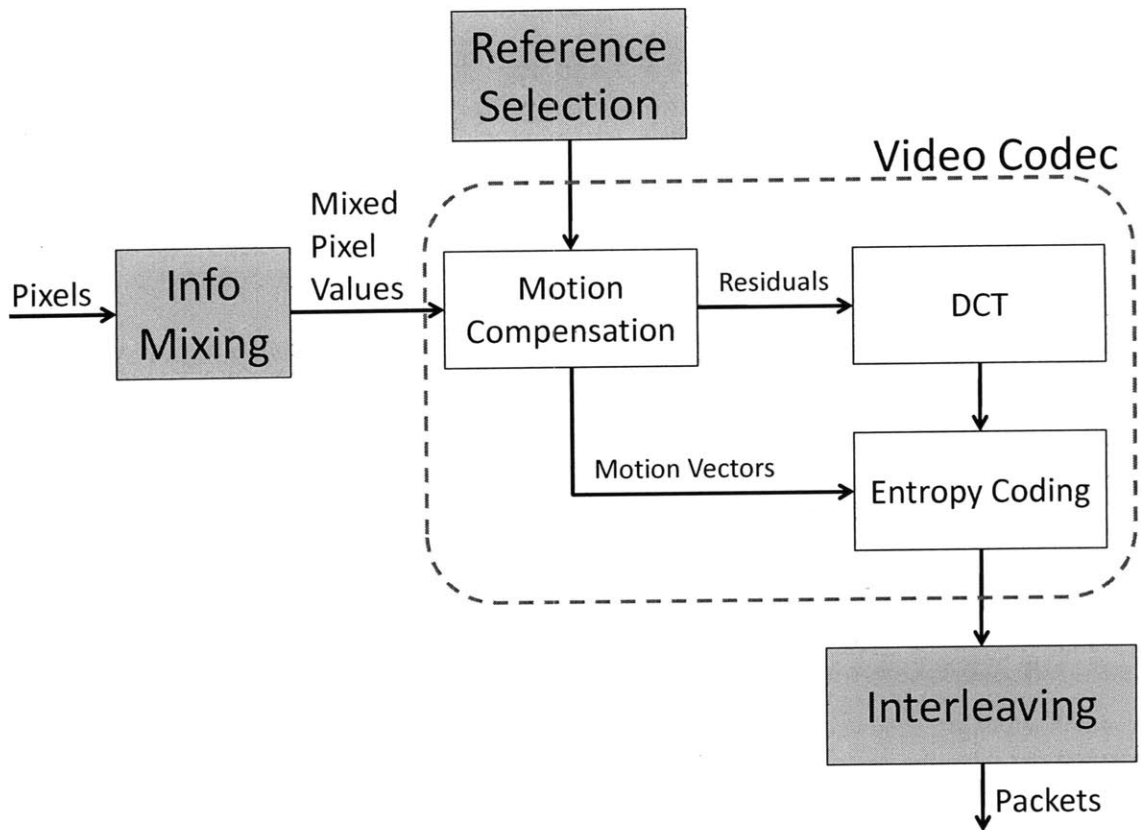 Reference
Selection
Video Codec
Mixed
Pixel
Values
Pixels
Info
Mixing
Motion
Compensation
Residuals
DCT
Motion Vectors
Entropy Coding
Interleaving
Packets